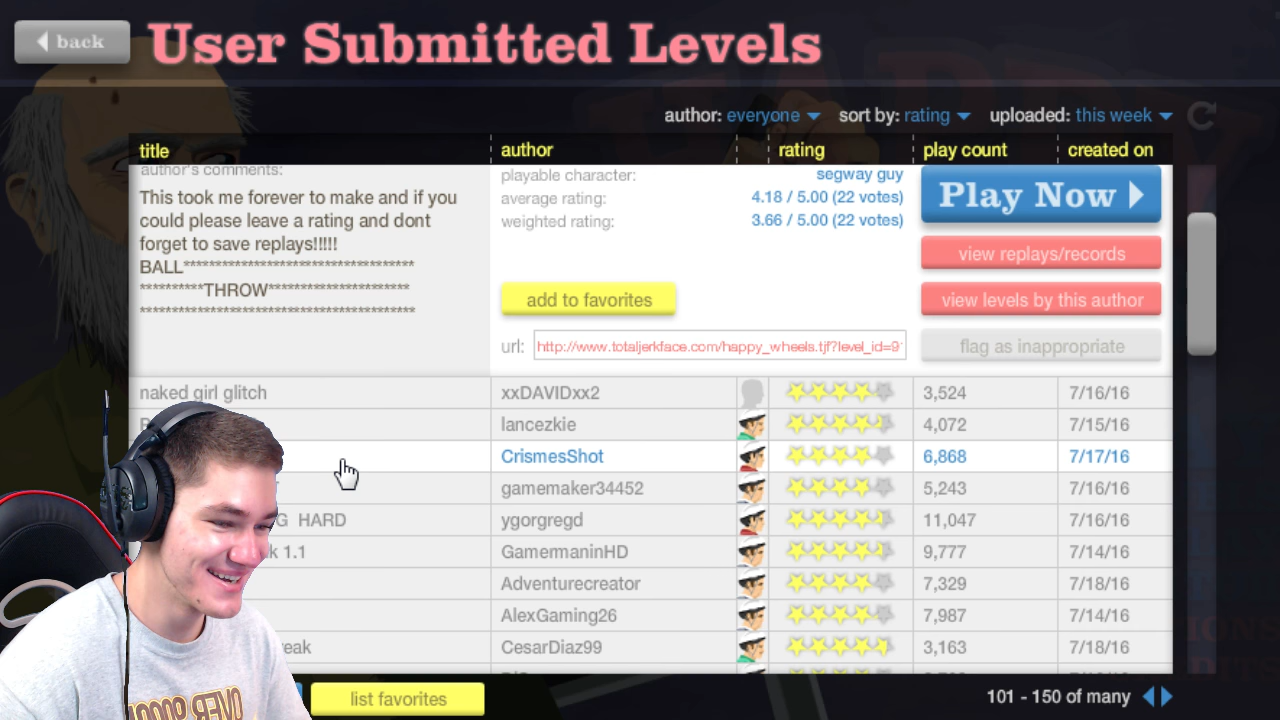 back
User Submitted Levels
author: everyone sort by: rating uploaded: this week
title author rating play count created on
author's comments:
This took me forever to make and if you
could please leave a rating and dont
forget to save replays!!!!!
BALL************************************
**********THROW**********************
*******************************************
playable character: segway guy
average rating: 4.18 / 5.00 (22 votes)
weighted rating: 3.66 / 5.00 (22 votes)
add to favorites
url: http://www.totaljerkface.com/happy_wheels.tjf?level_id=9
Play Now
view replays/records
view levels by this author
flag as inappropriate
naked girl glitch xxDAVIDxx2 3,524 7/16/16
lancezkie 4,072 7/15/15
CrismesShot 6,868 7/17/16
gamemaker34452 5,243 7/16/16
G HARD ygorgregd 11,047 7/16/16
k 1.1 GamermaninHD 9,777 7/14/16
Adventurecreator 7,329 7/18/16
AlexGaming26 7,987 7/14/16
eak CesarDiaz99 3,163 7/18/16
list favorites
101 - 150 of many
OVER 9000!